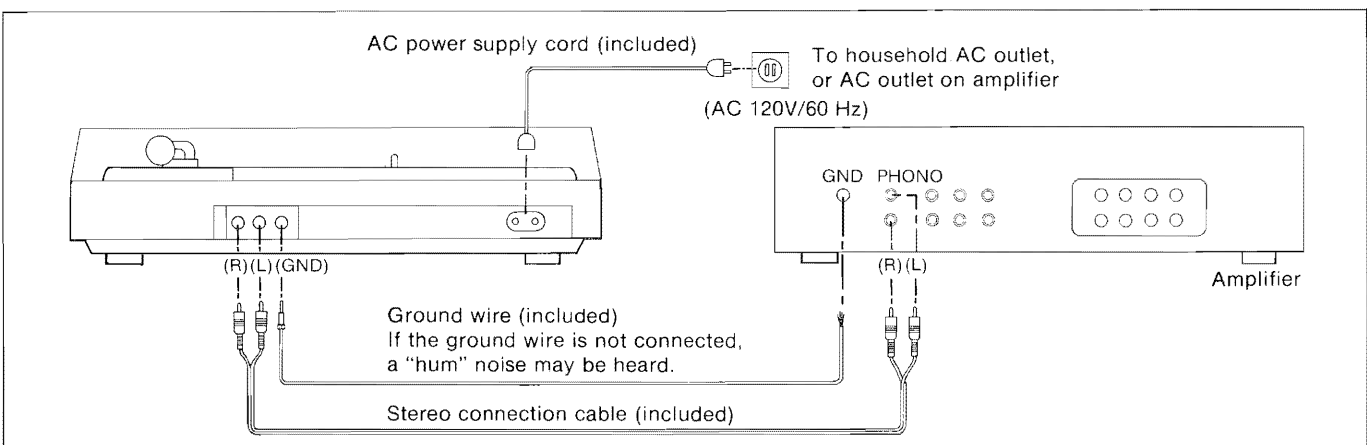 AC power supply cord (included)
To household AC outlet,
or AC outlet on amplifier
(AC 120V/60 Hz)
GND PHONO
(R) (L) (GND)
(R) (L)
Amplifier
Ground wire (included)
If the ground wire is not connected,
a “hum” noise may be heard.
Stereo connection cable (included)